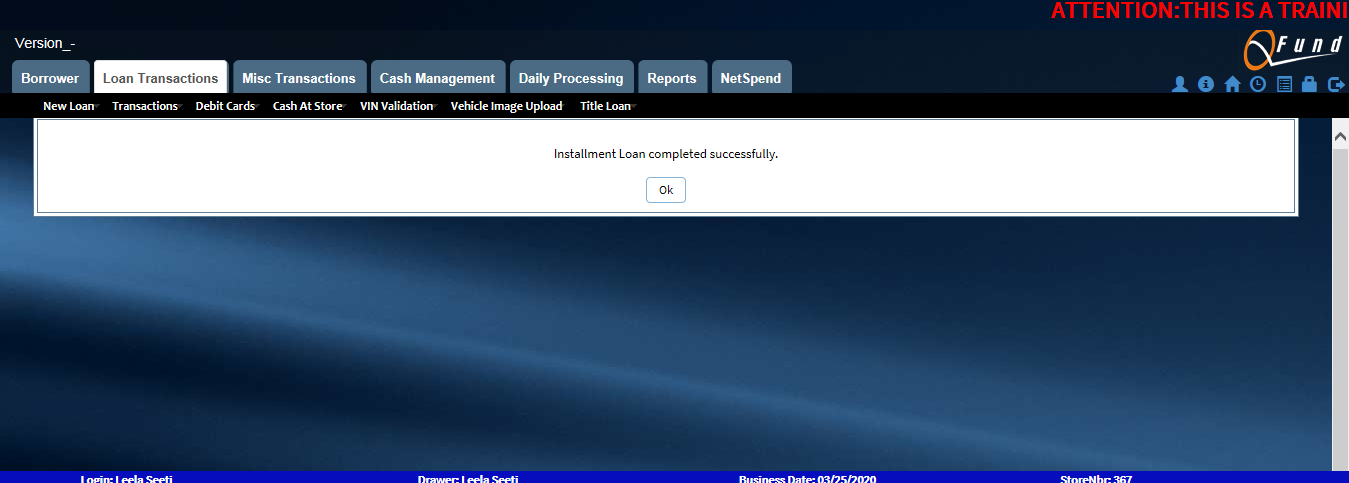 ATTENTION:THIS IS A TRAINI
Version_-
QFund
Borrower Loan Transactions Misc Transactions Cash Management Daily Processing Reports NetSpend
New Loan Transactions Debit Cards Cash At Store VIN Validation Vehicle Image Upload Title Loan
Installment Loan completed successfully.
Ok
Login: Leela Seeti Drawer: Leela Seeti Business Date: 03/25/2020 StoreNbr: 367